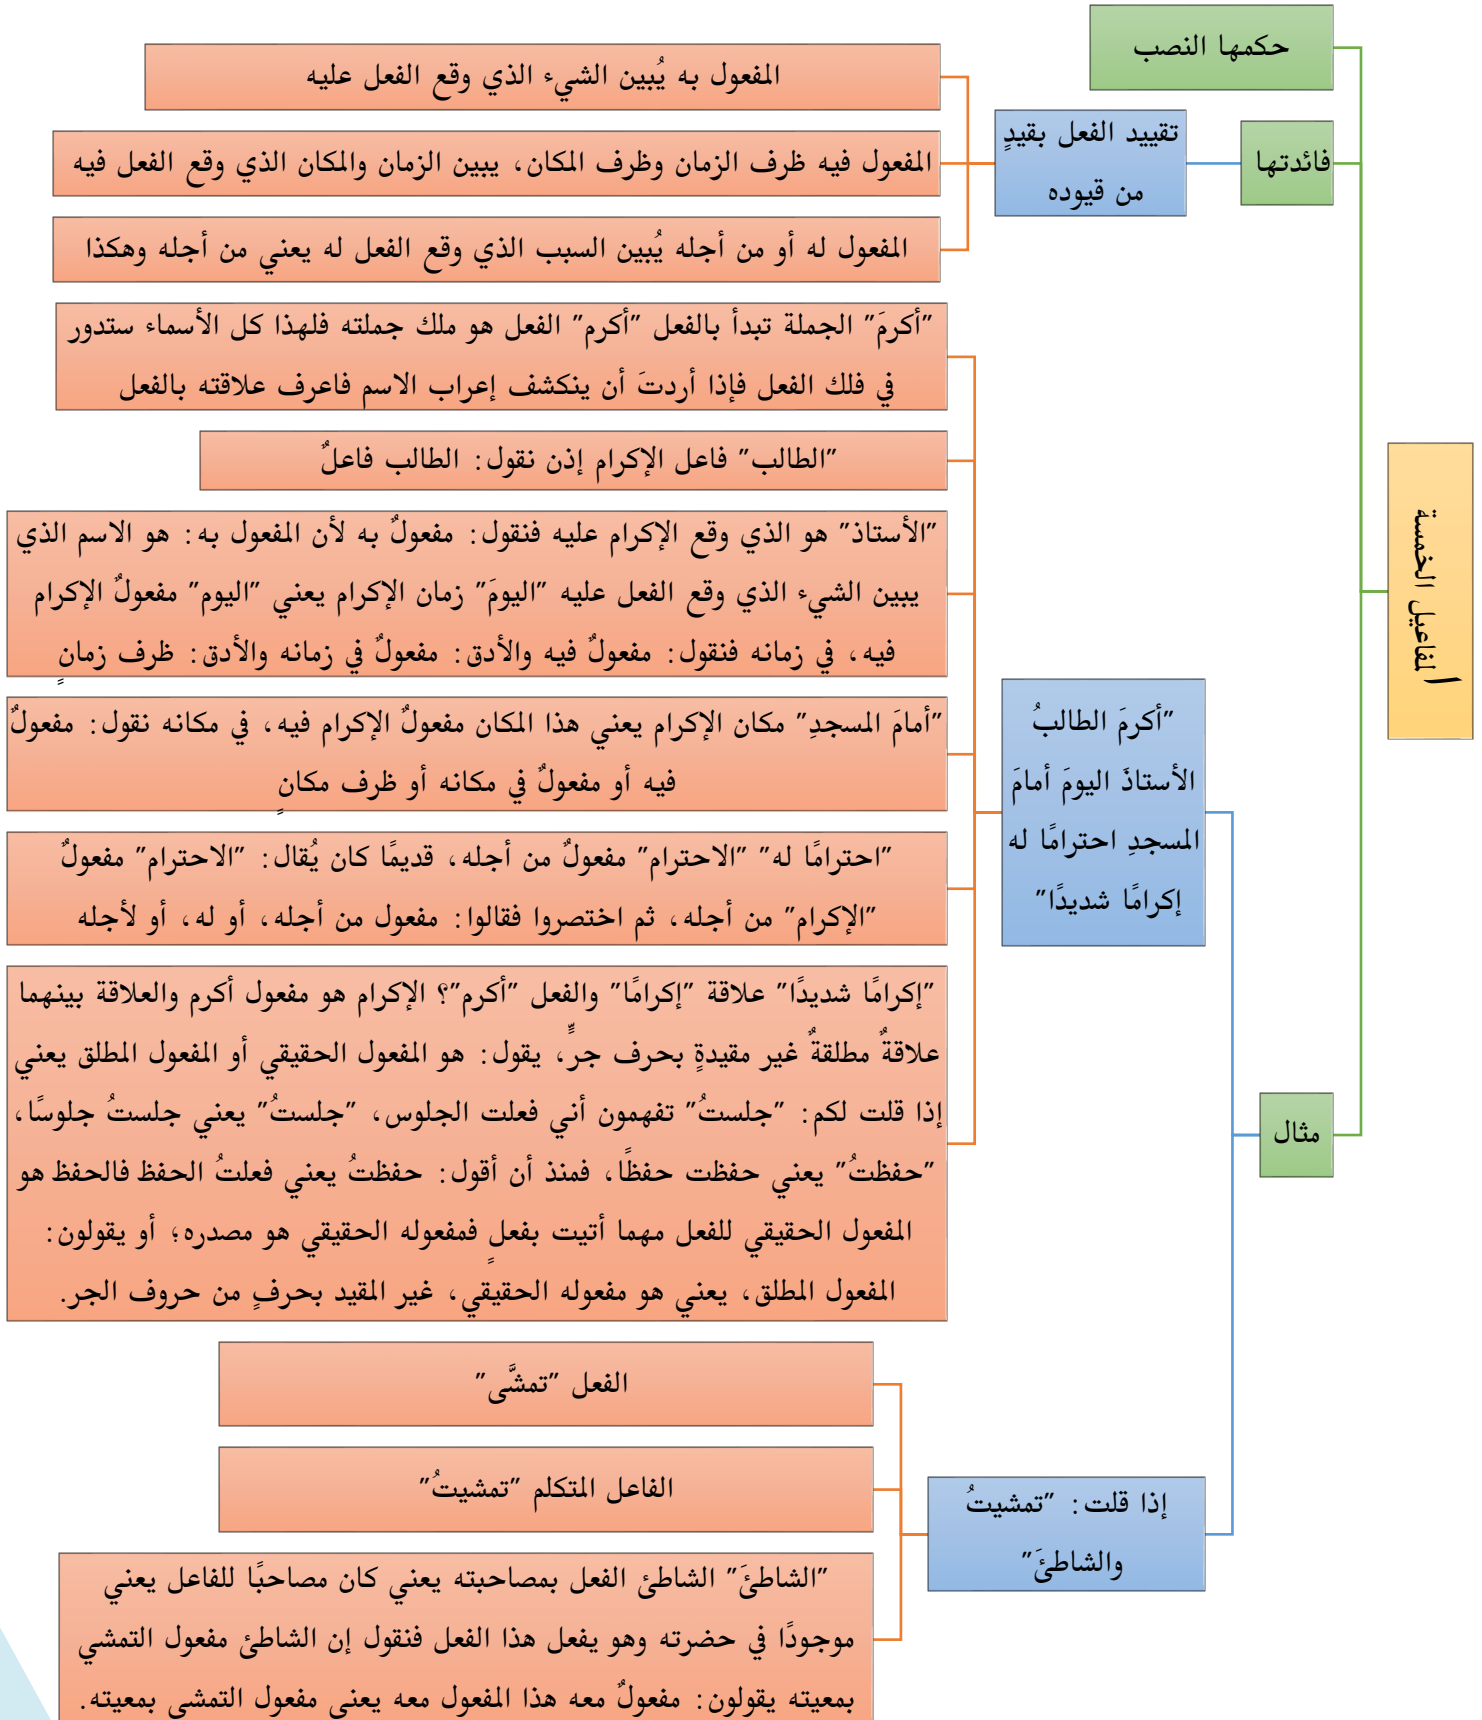 المفاعيل الخمسة
حكمها النصب
فائدتها
تقييد الفعل بقيدٍ
من قيوده
المفعول به يُبين الشيء الذي وقع الفعل عليه
المفعول فيه ظرف الزمان وظرف المكان، يبين الزمان والمكان الذي وقع الفعل فيه
المفعول له أو من أجله يُبين السبب الذي وقع الفعل له يعني من أجله وهكذا
مثال
"أكرمَ الطالبُ
الأستاذَ اليومَ أمامَ
المسجدِ احترامًا له
إكرامًا شديدًا"
"أكرمَ" الجملة تبدأ بالفعل "أكرم" الفعل هو ملك جملته فلهذا كل الأسماء ستدور
في فلك الفعل فإذا أردتَ أن ينكشف إعراب الاسم فاعرف علاقته بالفعل
"الطالب" فاعل الإكرام إذن نقول: الطالب فاعلٌ
"الأستاذ" هو الذي وقع الإكرام عليه فنقول: مفعولٌ به لأن المفعول به: هو الاسم الذي
يبين الشيء الذي وقع الفعل عليه "اليومَ" زمان الإكرام يعني "اليوم" مفعولٌ الإكرام
فيه، في زمانه فنقول: مفعولٌ فيه والأدق: مفعولٌ في زمانه والأدق: ظرف زمانٍ
"أمامَ المسجدِ" مكان الإكرام يعني هذا المكان مفعولٌ الإكرام فيه، في مكانه نقول: مفعولٌ
فيه أو مفعولٌ في مكانه أو ظرف مكانٍ
"احترامًا له" "الاحترام" مفعولٌ من أجله، قديمًا كان يُقال: "الاحترام" مفعولٌ
"الإكرام" من أجله، ثم اختصروا فقالوا: مفعول من أجله، أو له، أو لأجله
"إكرامًا شديدًا" علاقة "إكرامًا" والفعل "أكرم"؟ الإكرام هو مفعول أكرم والعلاقة بينهما
علاقةٌ مطلقةٌ غير مقيدةٍ بحرف جرٍّ، يقول: هو المفعول الحقيقي أو المفعول المطلق يعني
إذا قلت لكم: "جلستُ" تفهمون أني فعلت الجلوس، "جلستُ" يعني جلستُ جلوسًا،
"حفظتُ" يعني حفظت حفظًا، فمنذ أن أقول: حفظتُ يعني فعلتُ الحفظ فالحفظ هو
المفعول الحقيقي للفعل مهما أتيت بفعلٍ فمفعوله الحقيقي هو مصدره؛ أو يقولون:
المفعول المطلق، يعني هو مفعوله الحقيقي، غير المقيد بحرفٍ من حروف الجر.
إذا قلت: "تمشيتُ
والشاطئَ"
الفعل "تمشَّى"
الفاعل المتكلم "تمشيتُ"
"الشاطئَ" الشاطئ الفعل بمصاحبته يعني كان مصاحبًا للفاعل يعني
موجودًا في حضرته وهو يفعل هذا الفعل فنقول إن الشاطئ مفعول التمشي
بمعيته يقولون: مفعولٌ معه هذا المفعول معه يعني مفعول التمشي بمعيته.